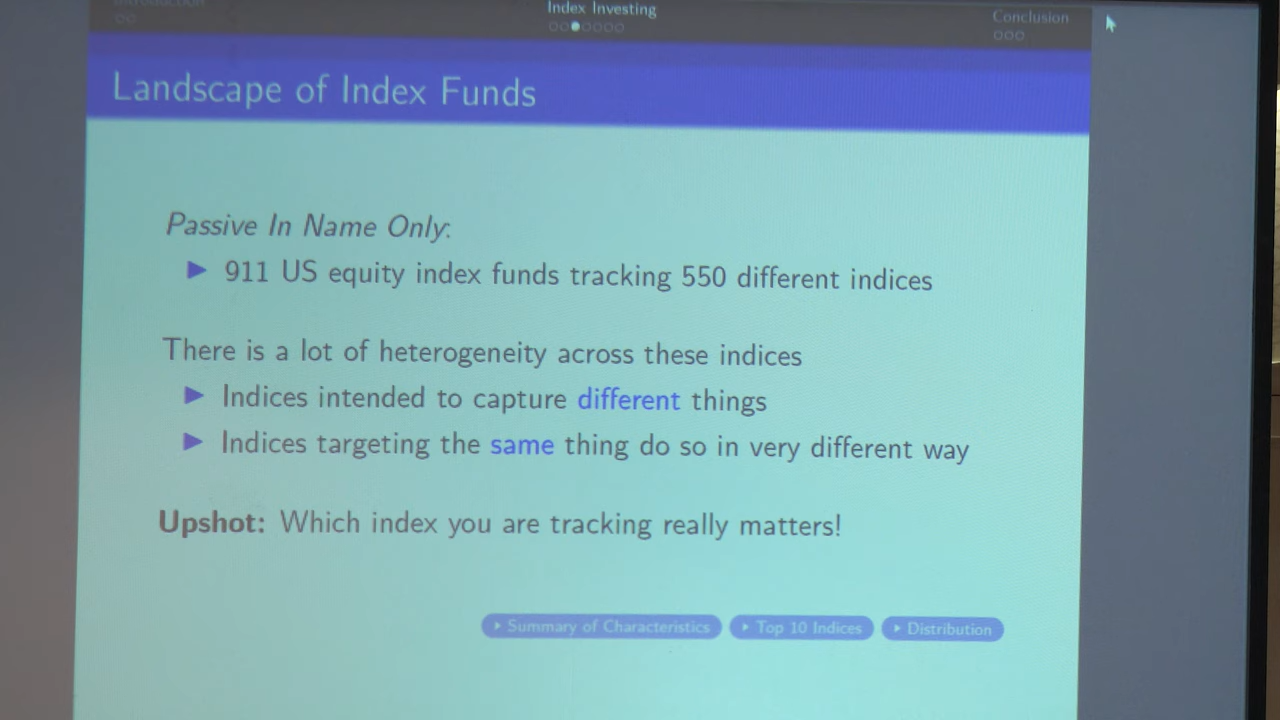 Introduction
Index Investing
Conclusion
Landscape of Index Funds
Passive In Name Only:
911 US equity index funds tracking 550 different indices
There is a lot of heterogeneity across these indices
Indices intended to capture different things
Indices targeting the same thing do so in very different way
Upshot: Which index you are tracking really matters!
Summary of Characteristics
Top 10 Indices
Distribution